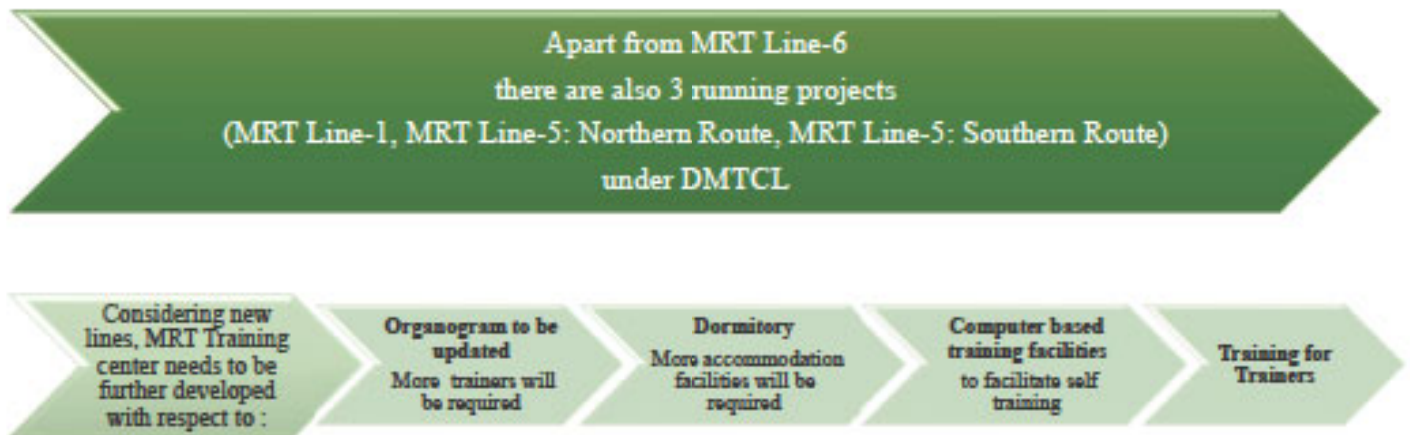 Apart from MRT Line-6
there are also 3 running projects
(MRT Line-1, MRT Line-5: Northern Route, MRT Line-5: Southern Route)
under DMTCL
Considering new
lines, MRT Training
center needs to be
further developed
with respect to :
Organogram to be
updated
More trainers will
be required
Dormitory
More accommodation
facilities will be
required
Computer based
training facilities
to facilitate self
training
Training for
Trainers